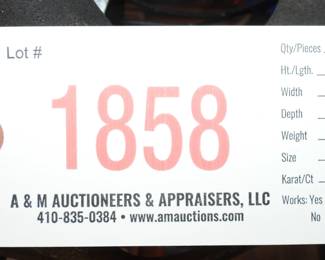 Lot #
1858
A & M AUCTIONEERS & APPRAISERS, LLC
410-835-0384 • www.amauctions.com
Qty/Pieces
Ht./Lgth.
Width
Depth
Weight
Size
Karat/Ct
Works: Yes
No